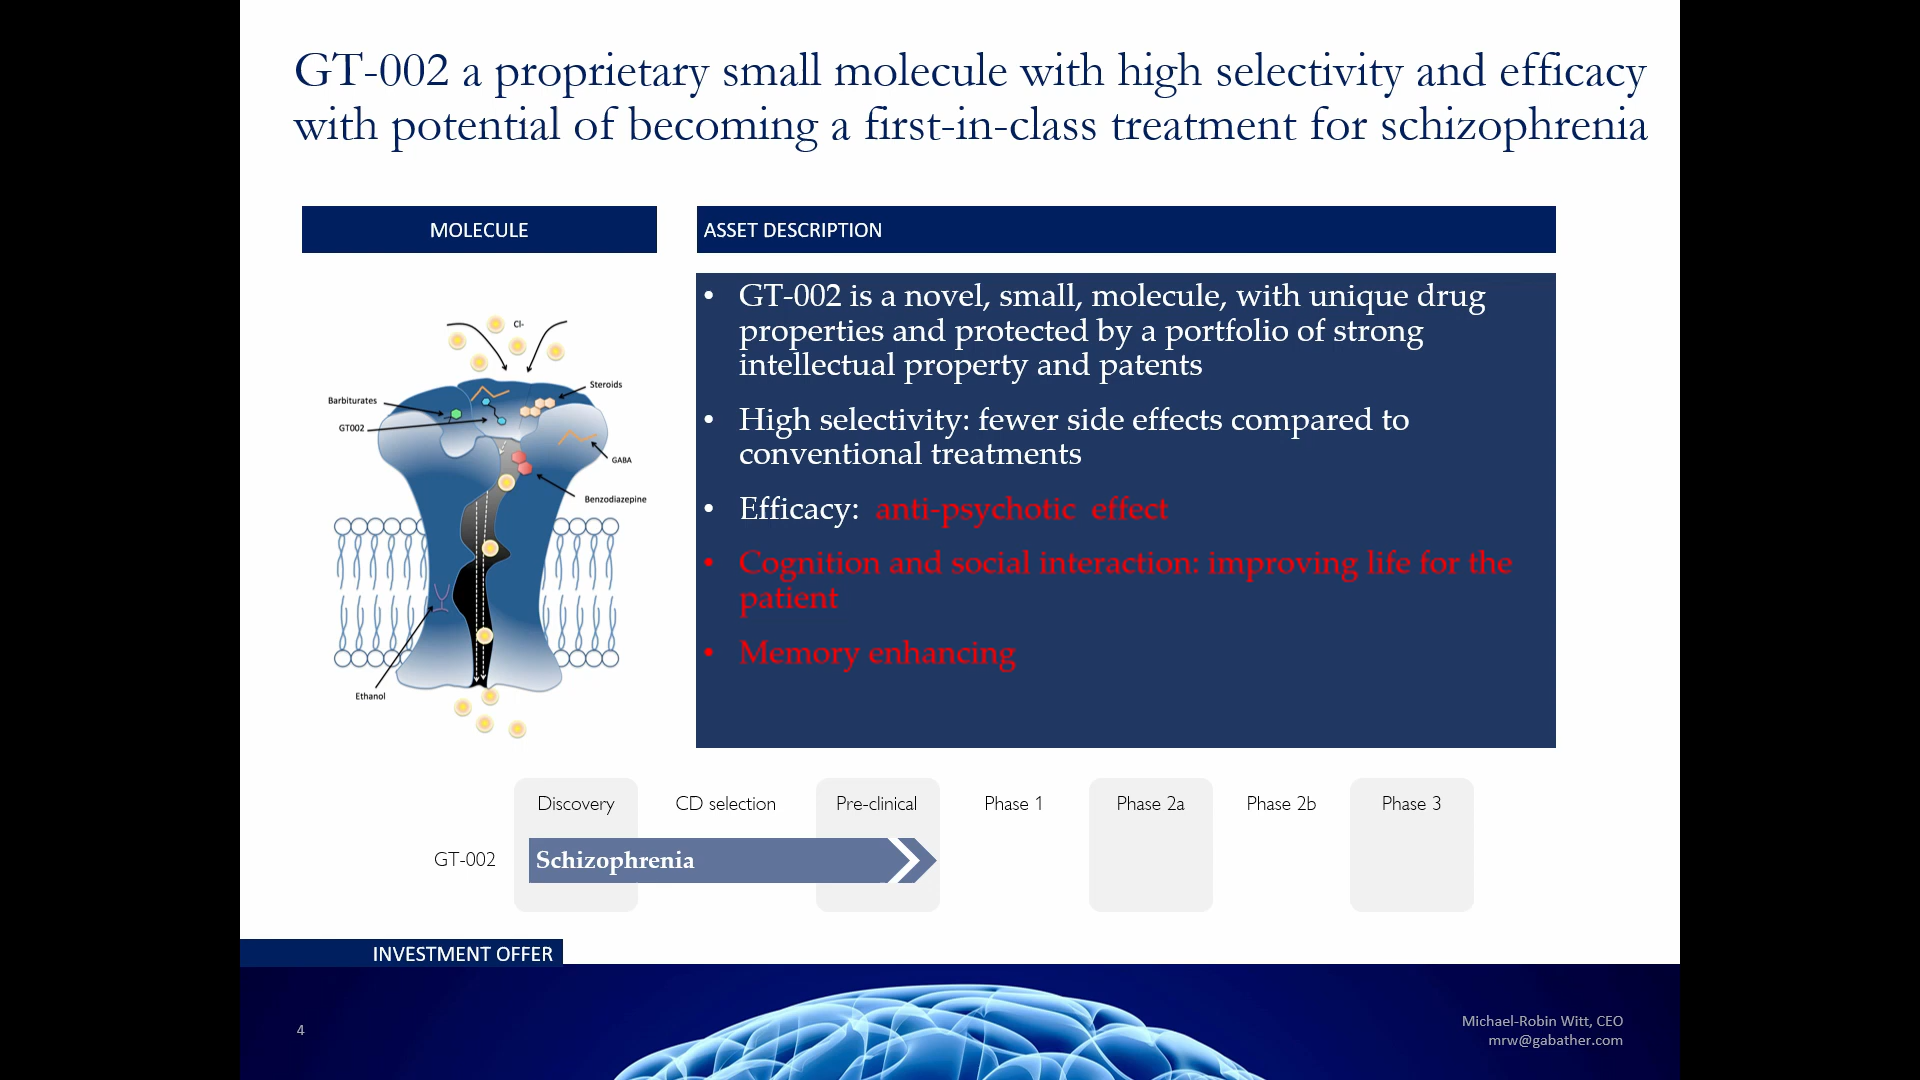 GT-002 a proprietary small molecule with high selectivity and efficacy
with potential of becoming a first-in-class treatment for schizophrenia
MOLECULE
ASSET DESCRIPTION
Cl-
Steroids
Barbiturates
GT002
GABA
Benzodiazepine
Ethanol
• GT-002 is a novel, small, molecule, with unique drug
properties and protected by a portfolio of strong
intellectual property and patents
• High selectivity: fewer side effects compared to
conventional treatments
• Efficacy: anti-psychotic effect
• Cognition and social interaction: improving life for the
patient
• Memory enhancing
Discovery CD selection Pre-clinical Phase 1 Phase 2a Phase 2b Phase 3
GT-002 Schizophrenia
INVESTMENT OFFER
4
Michael-Robin Witt, CEO
mrw@gabather.com